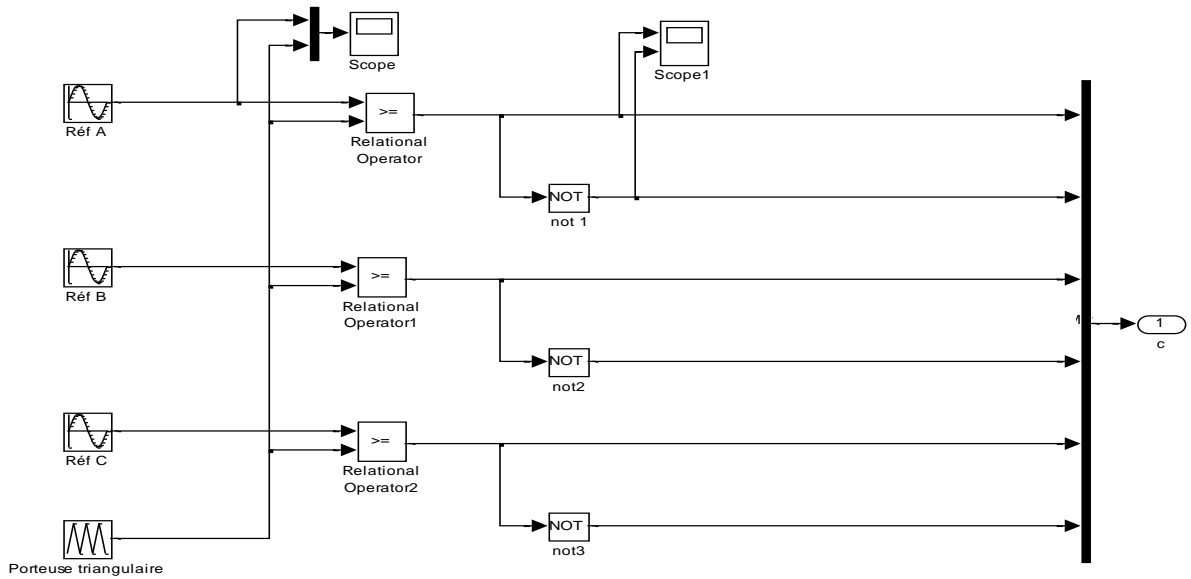 Scope
Scope1
Réf A
>=
Relational
Operator
NOT
not 1
Réf B
>=
Relational
Operator1
NOT
not2
1
c
Réf C
>=
Relational
Operator2
NOT
not3
Porteuse triangulaire